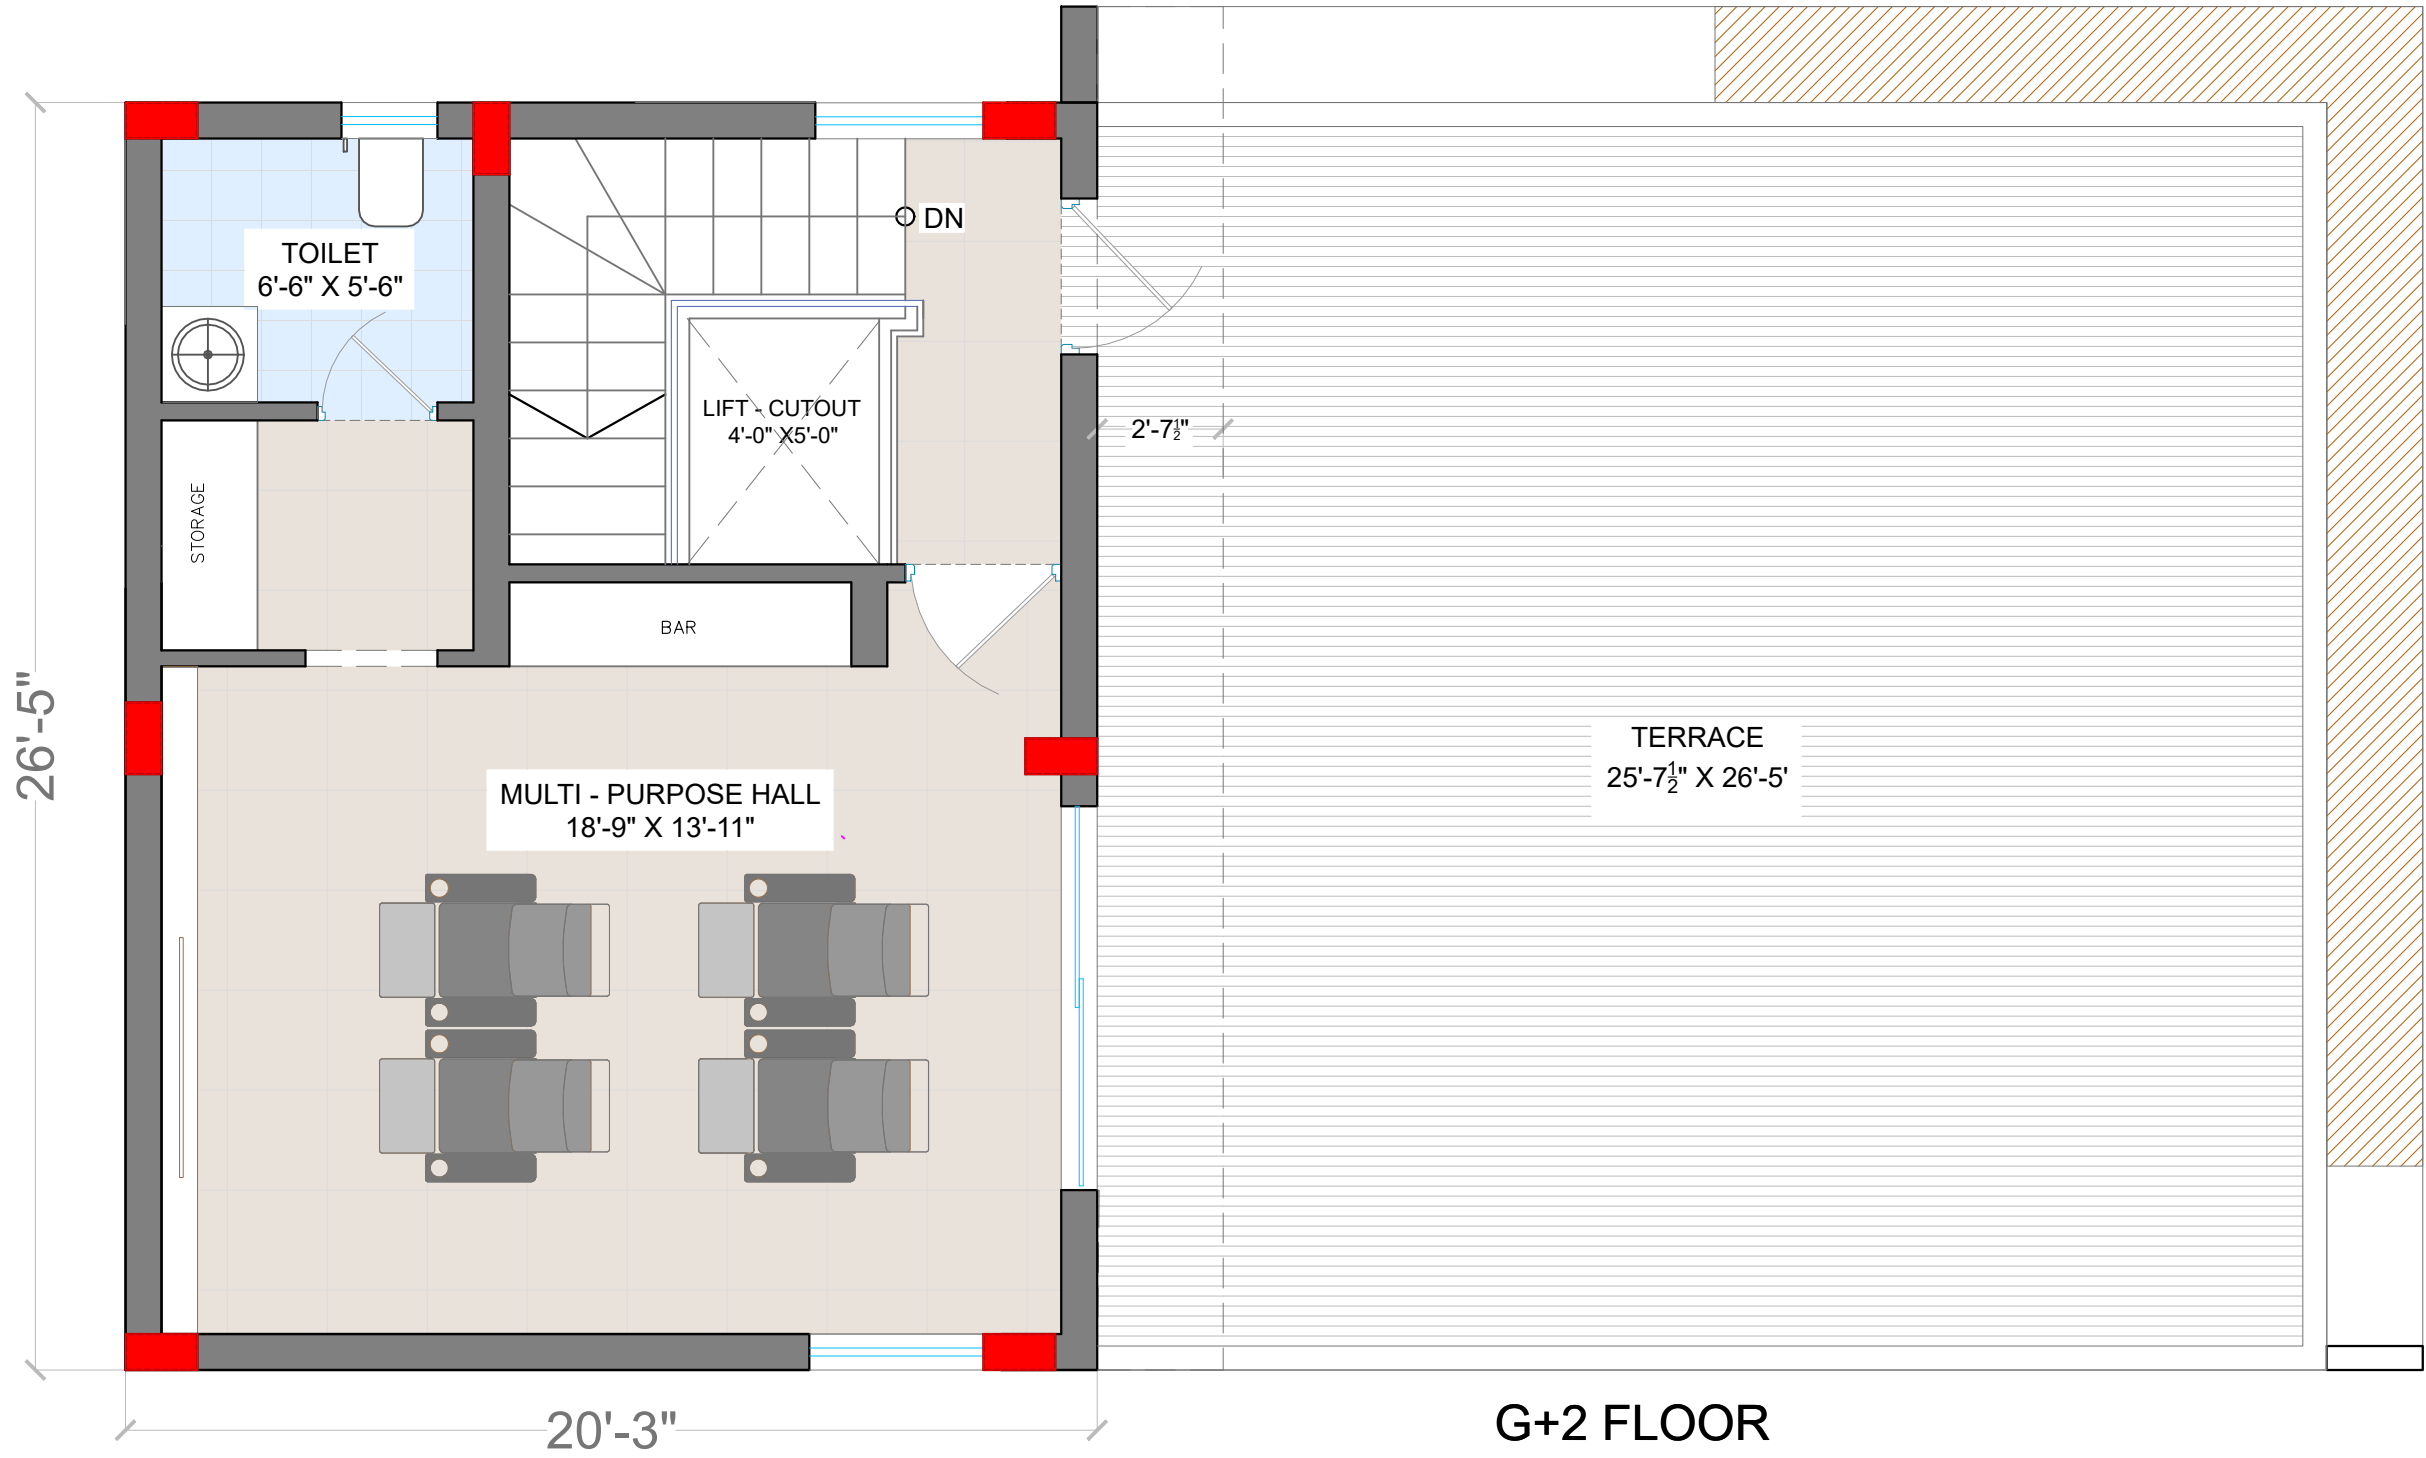 TOILET
6'-6" X 5'-6"
DN
LIFT - CUTOUT
4'-0" X5'-0"
2'-7½"
STORAGE
BAR
26'-5"
TERRACE
25'-7½" X 26'-5'
MULTI - PURPOSE HALL
18'-9" X 13'-11"
20'-3"
G+2 FLOOR